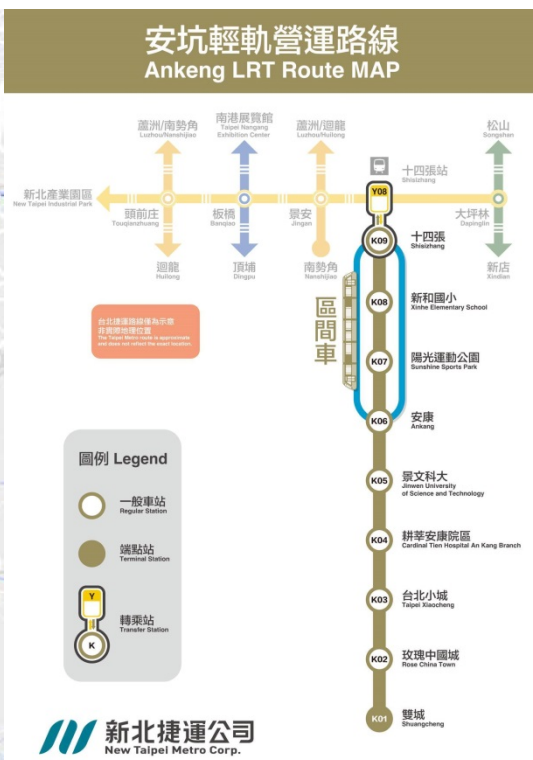 安坑輕軌營運路線
Ankeng LRT Route MAP
蘆洲/南勢角
Luzhou/Nanshijiao
南港展覽館
Taipei Nangang
Exhibition Center
蘆洲/迴龍
Luzhou/Huilong
松山
Songshan
十四張站
Shisizhang
新北產業園區
New Taipei Industrial Park
Y08
頭前庄
Touqianzhuang
板橋
Banqiao
景安
Jingan
大坪林
Dapinglin
迴龍
Huilong
頂埔
Dingpu
南勢角
Nanshijiao
新店
Xindian
K09
十四張
Shisizhang
區間車
K08
新和國小
Xinhe Elementary School
台北捷運路線僅為示意
非實際地理位置
The Taipei Metro route is approximate
and does not reflect the exact location.
K07
陽光運動公園
Sunshine Sports Park
K06
安康
Ankang
圖例 Legend
一般車站
Regular Station
端點站
Terminal Station
Y
K
轉乘站
Transfer Station
K05
景文科大
Jinwen University
of Science and Technology
K04
耕莘安康院區
Cardinal Tien Hospital An Kang Branch
K03
台北小城
Taipei Xiaocheng
K02
玫瑰中國城
Rose China Town
K01
雙城
Shuangcheng
新北捷運公司
New Taipei Metro Corp.